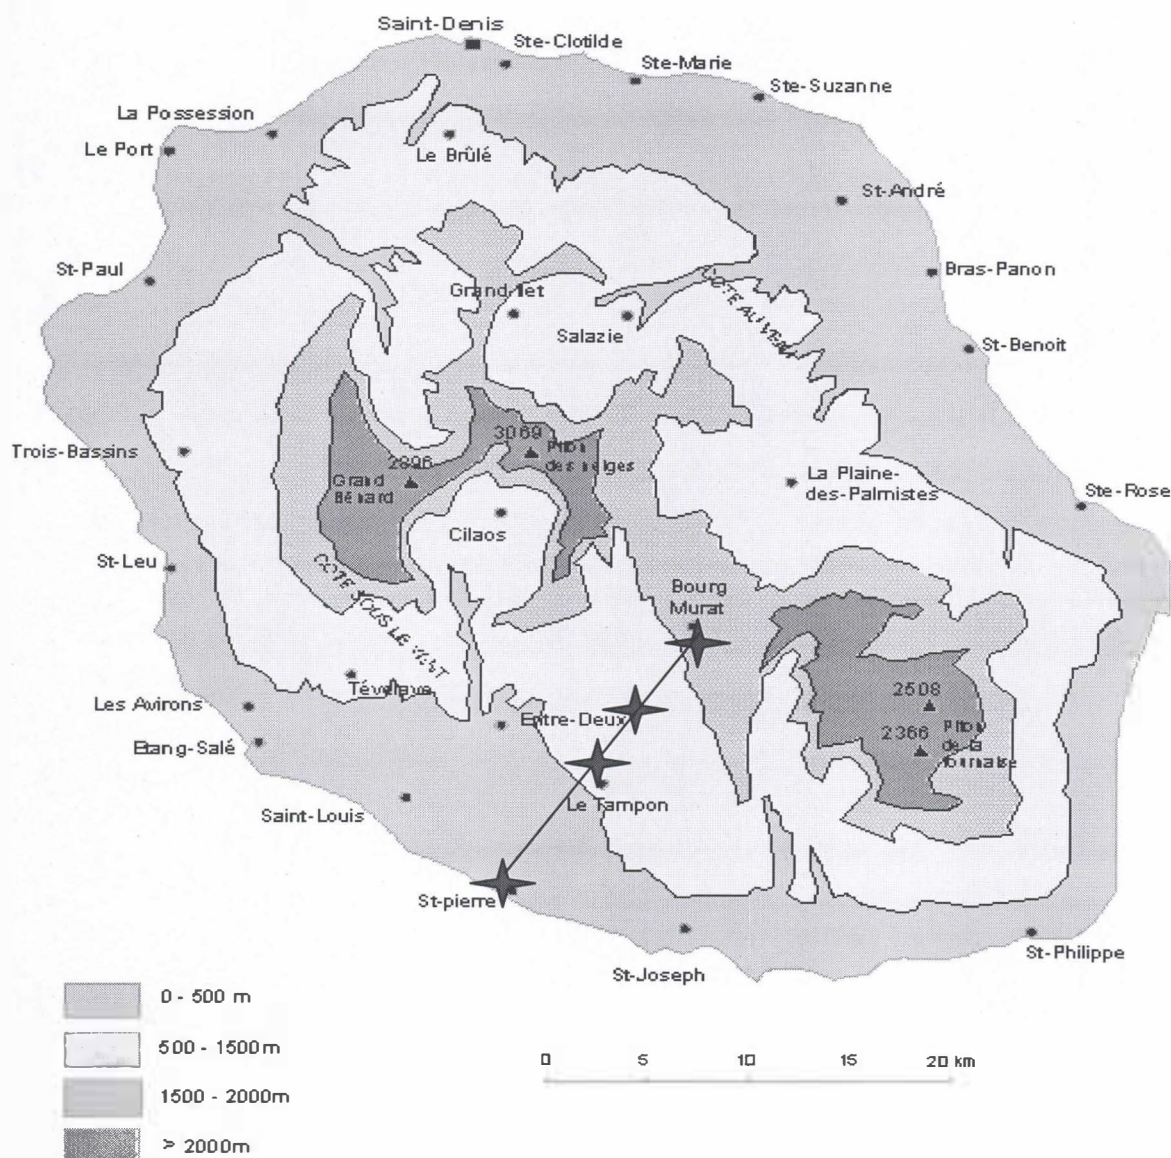 Saint-Denis
Ste-Clotilde
Ste-Marie
Ste-Suzanne
La Possession
Le Port
Le Brûlé
St-André
St-Paul
Bras-Panon
Salazie
COTE AU VENT
St-Benoit
Trois-Bassins
3069
Piton
des neiges
2896
Grand
Bénard
La Plaine-
des-Palmistes
Ste-Rose
Cilaos
St-Leu
COTE SOUS LE VENT
Bourg
Murat
Les Avirons
Etang-Salé
Entre-Deux
2508
2366
Piton
de la
fournaise
Saint-Louis
Le Tampon
St-pierre
St-Joseph
St-Philippe
0 - 500 m
500 - 1500m
1500 - 2000m
> 2000m
0 5 10 15 20 km